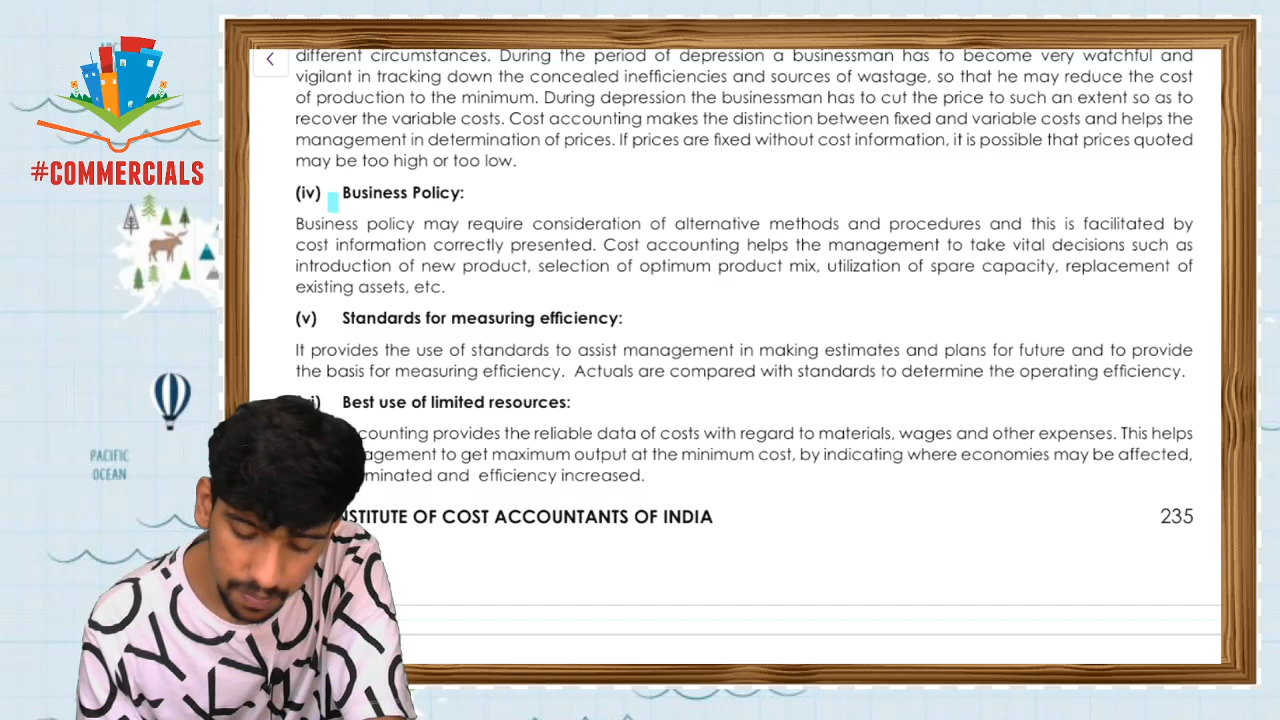 #COMMERCIALS
different circumstances. During the period of depression a businessman has to become very watchful and
vigilant in tracking down the concealed inefficiencies and sources of wastage, so that he may reduce the cost
of production to the minimum. During depression the businessman has to cut the price to such an extent so as to
recover the variable costs. Cost accounting makes the distinction between fixed and variable costs and helps the
management in determination of prices. If prices are fixed without cost information, it is possible that prices quoted
may be too high or too low.
(iv) Business Policy:
Business policy may require consideration of alternative methods and procedures and this is facilitated by
cost information correctly presented. Cost accounting helps the management to take vital decisions such as
introduction of new product, selection of optimum product mix, utilization of spare capacity, replacement of
existing assets, etc.
(v) Standards for measuring efficiency:
It provides the use of standards to assist management in making estimates and plans for future and to provide
the basis for measuring efficiency. Actuals are compared with standards to determine the operating efficiency.
Best use of limited resources:
counting provides the reliable data of costs with regard to materials, wages and other expenses. This helps
agement to get maximum output at the minimum cost, by indicating where economies may be affected,
minated and efficiency increased.
STITUTE OF COST ACCOUNTANTS OF INDIA 235
PACIFIC
OCEAN